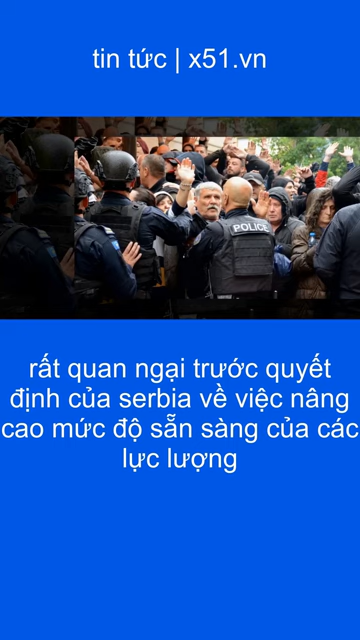 tin tức | x51.vn
POLICE
rất quan ngại trước quyết
định của serbia về việc nâng
cao mức độ sẵn sàng của các
lực lượng